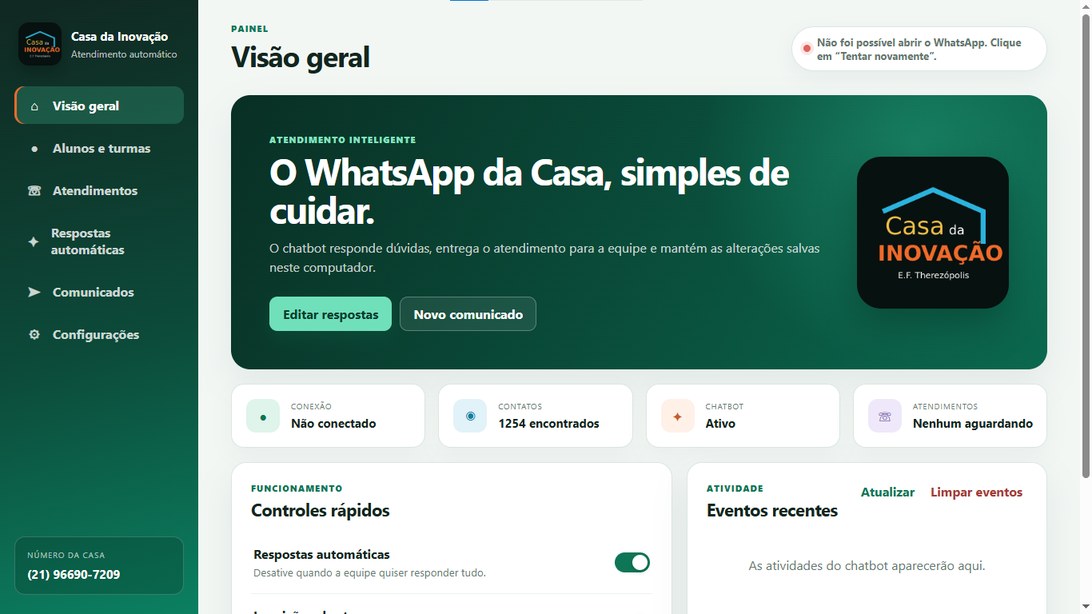 Casa da
INOVAÇÃO
E.F. Therezópolis
Casa da Inovação
Atendimento automático
Visão geral
Alunos e turmas
Atendimentos
Respostas
automáticas
Comunicados
Configurações
NÚMERO DA CASA
(21) 96690-7209
PAINEL
Visão geral
Não foi possível abrir o WhatsApp. Clique
em “Tentar novamente”.
ATENDIMENTO INTELIGENTE
O WhatsApp da Casa, simples de
cuidar.
O chatbot responde dúvidas, entrega o atendimento para a equipe e mantém as alterações salvas
neste computador.
Editar respostas
Novo comunicado
Casa da
INOVAÇÃO
E.F. Therezópolis
CONEXÃO
Não conectado
CONTATOS
1254 encontrados
CHATBOT
Ativo
ATENDIMENTOS
Nenhum aguardando
FUNCIONAMENTO
Controles rápidos
Respostas automáticas
Desative quando a equipe quiser responder tudo.
ATIVIDADE
Eventos recentes
Atualizar
Limpar eventos
As atividades do chatbot aparecerão aqui.